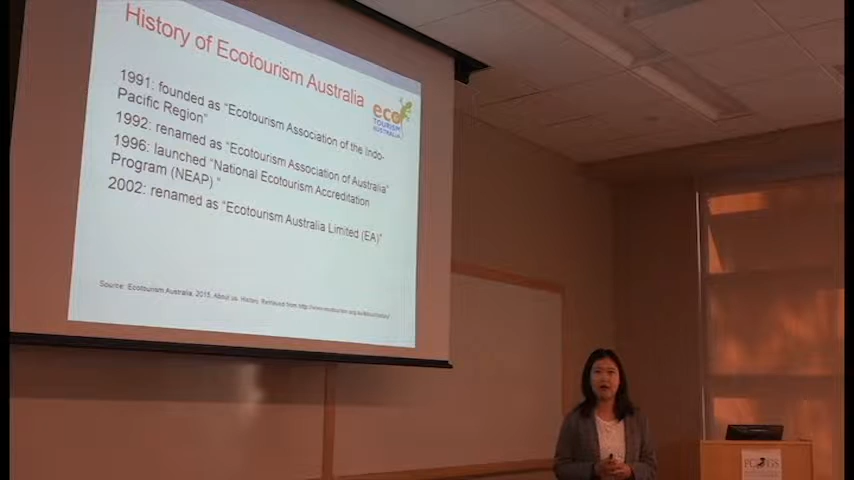 History of Ecotourism Australia
eco
TOURISM
AUSTRALIA
1991: founded as "Ecotourism Association of the Indo-
Pacific Region"
1992: renamed as "Ecotourism Association of Australia"
1996: launched "National Ecotourism Accreditation
Program (NEAP) "
2002: renamed as "Ecotourism Australia Limited (EA)"
Source: Ecotourism Australia, 2015, About us. History. Retrieved from